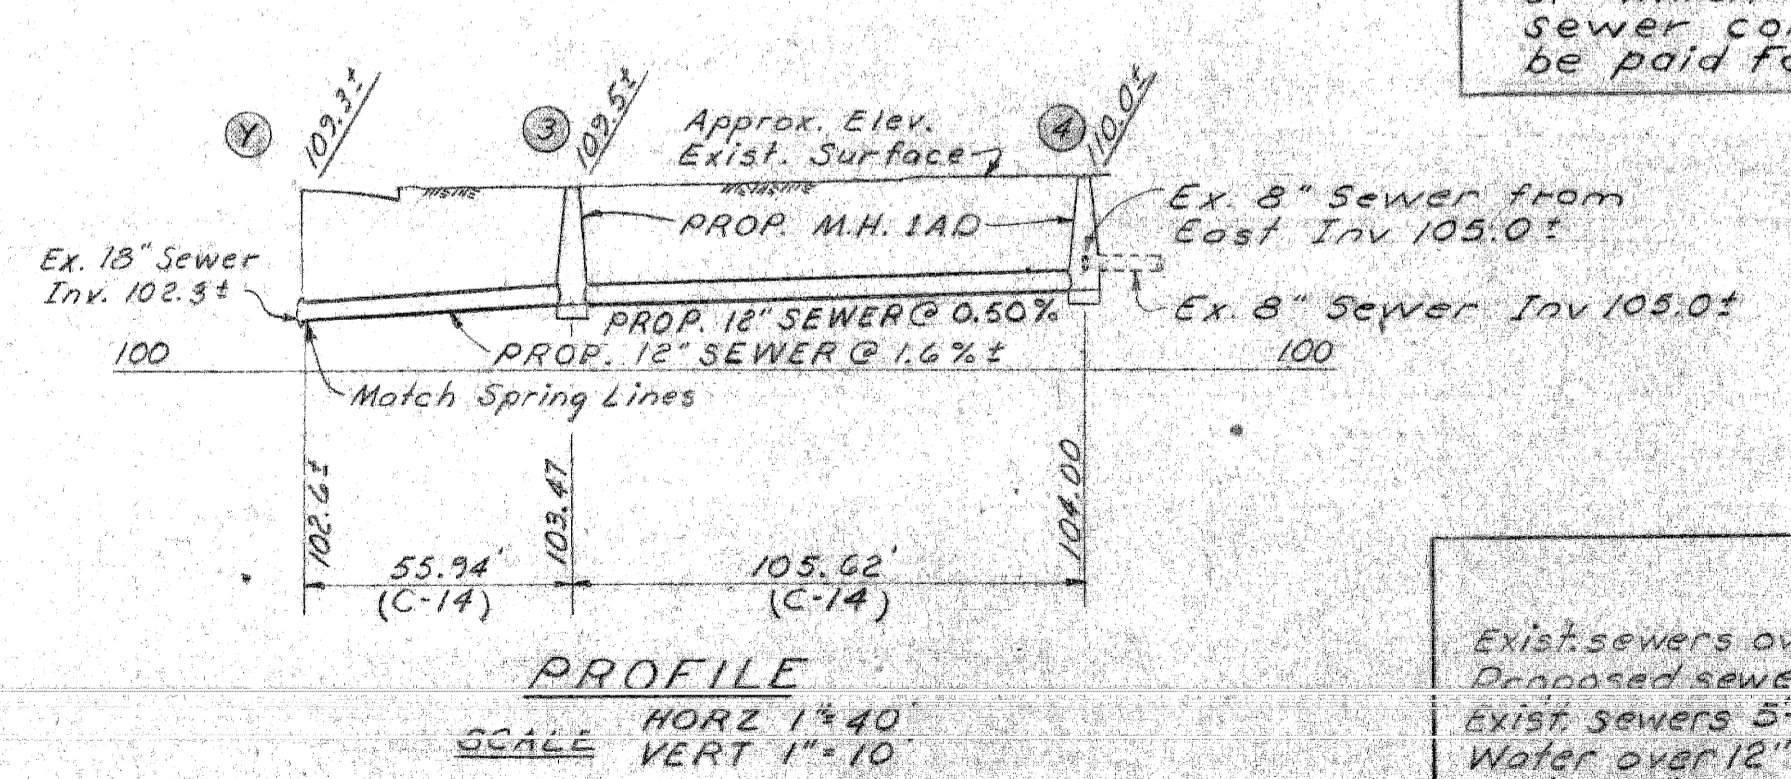 sewer
be paid
Y
109.3±
3
109.5±
Approx. Elev.
Exist. Surface
4
110.0±
Ex. 8" Sewer from
East Inv 105.0±
PROP. M.H. 1AD
Ex. 18" Sewer
Inv. 102.3±
Ex. 8" Sewer Inv 105.0±
PROP. 12" SEWER @ 0.50%
PROP. 12" SEWER @ 1.6%±
100
100
Match Spring Lines
102.6±
103.47
104.00
55.94'
(C-14)
105.62'
(C-14)
PROFILE
SCALE
HORZ 1"=40'
VERT 1"=10'
Exist. sewers
Proposed
Exist. sewers
Water over 12"